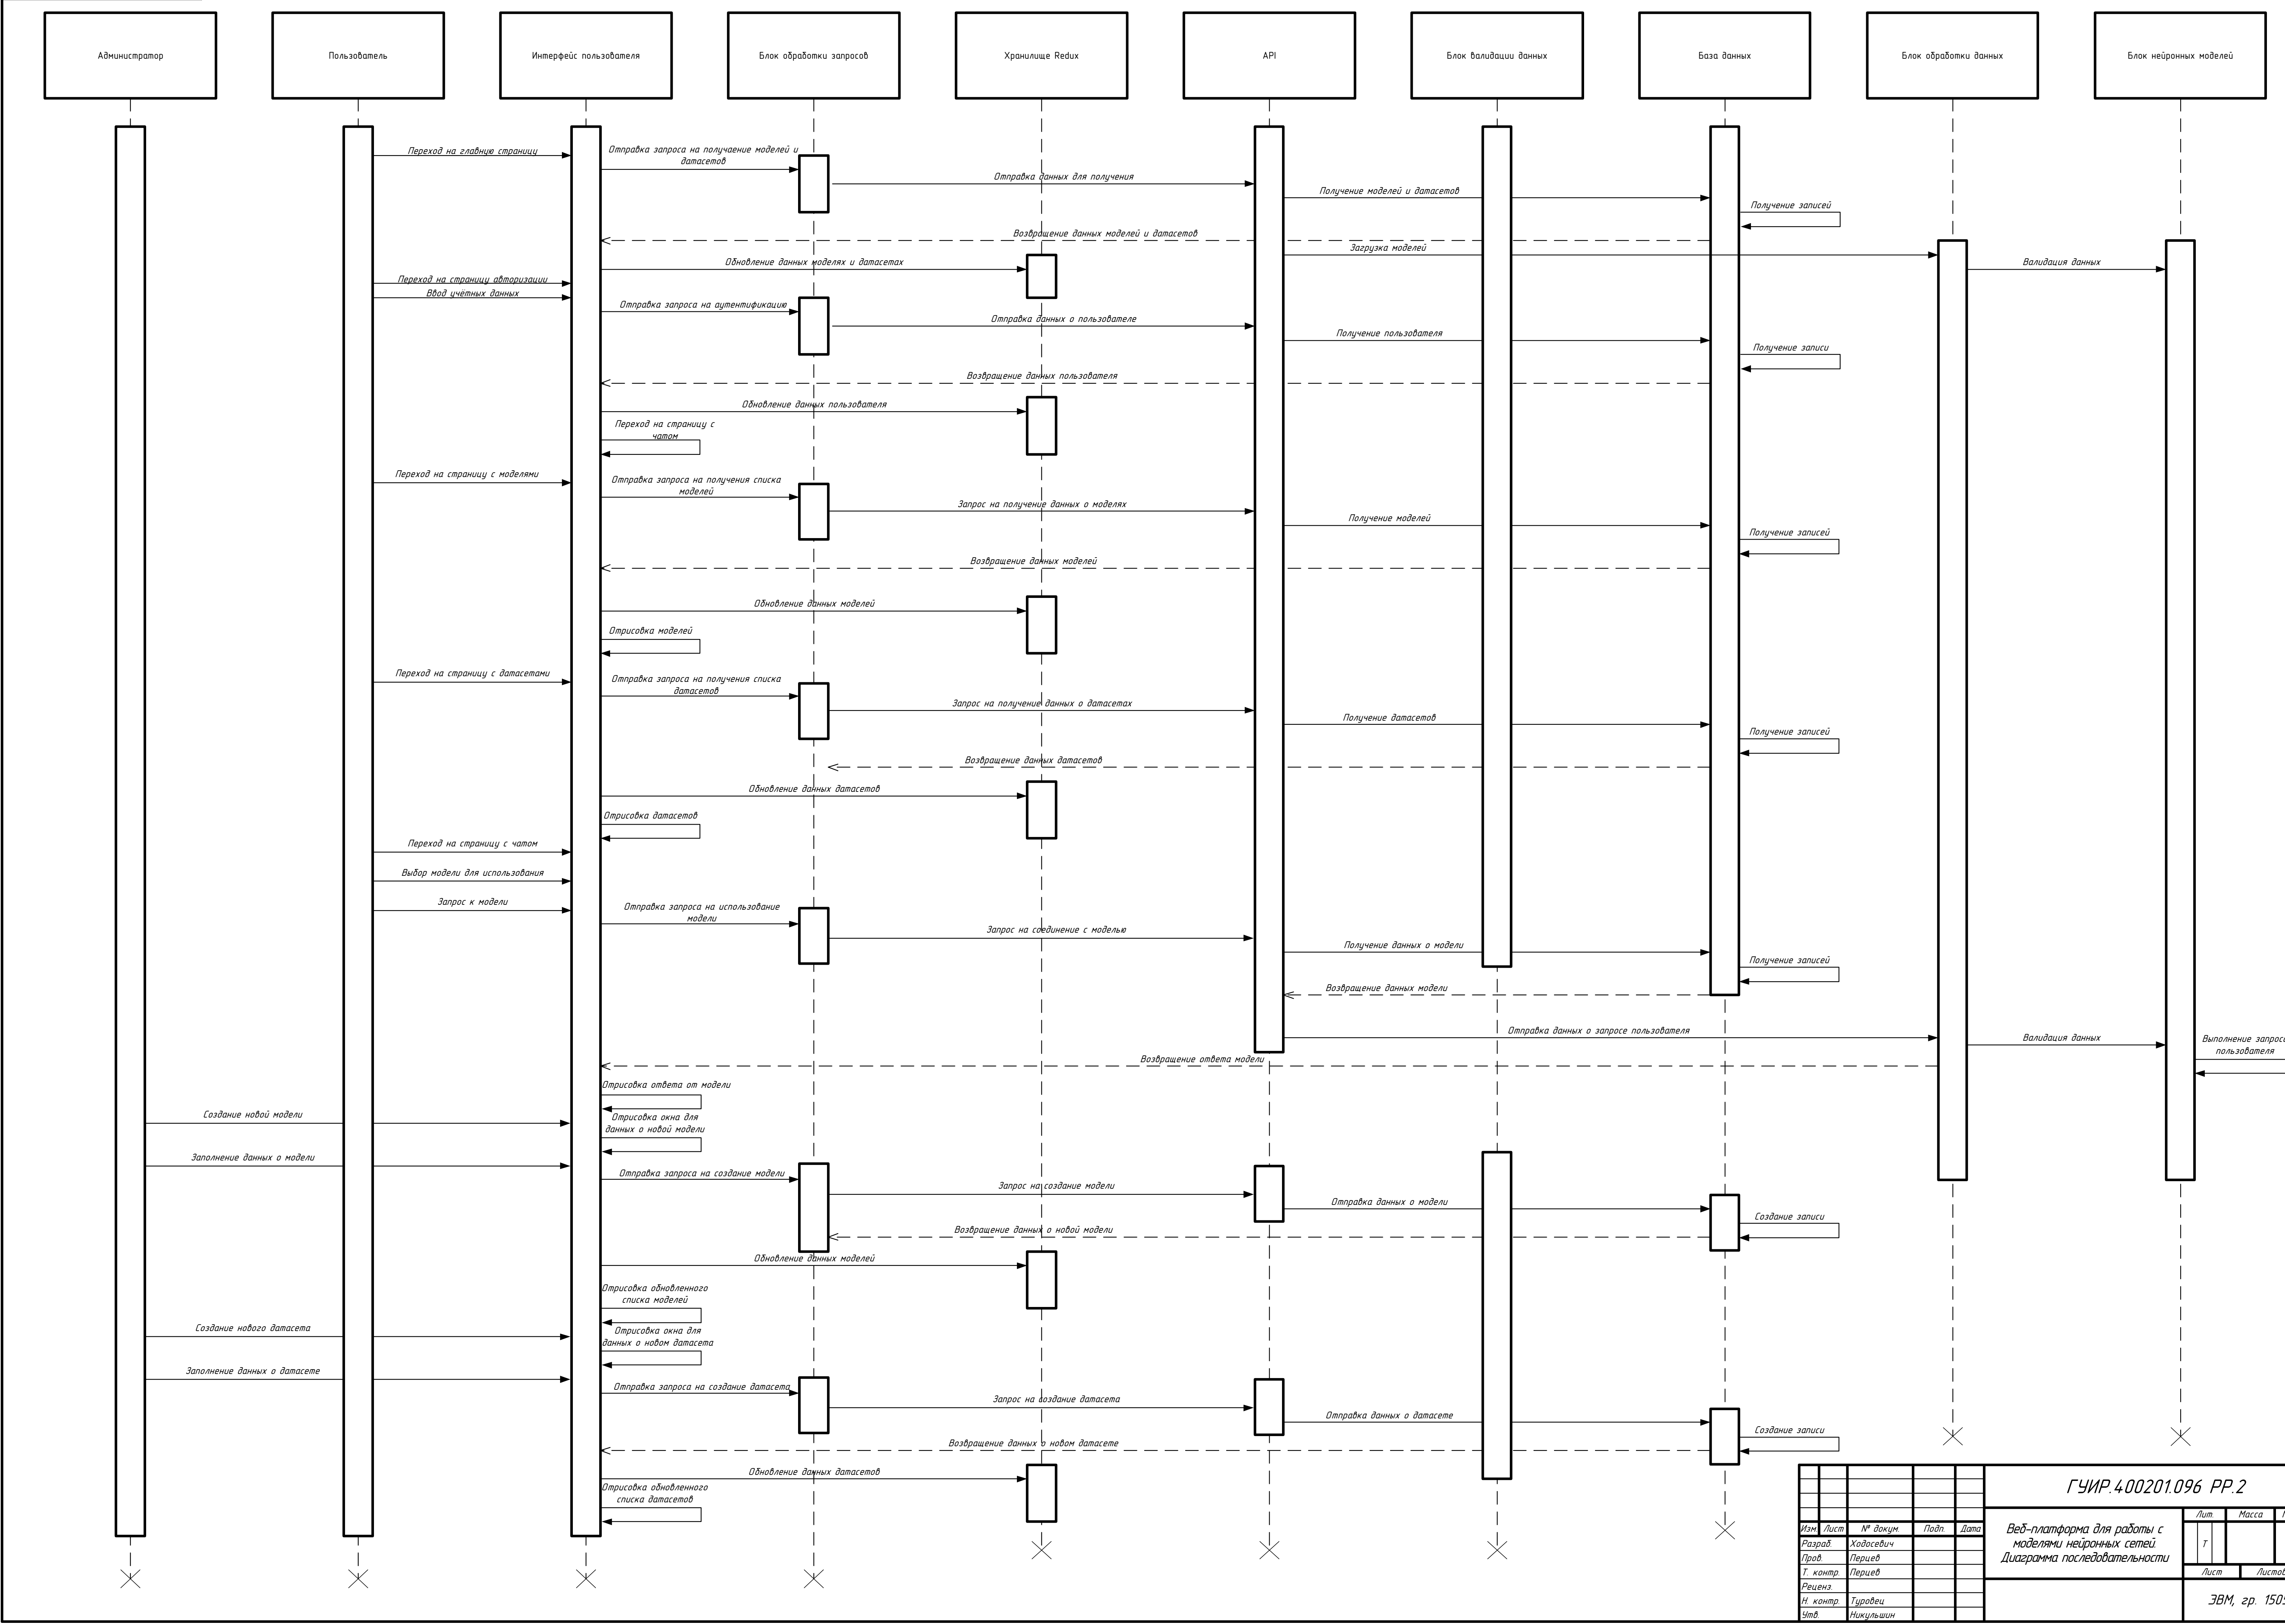 Администратор
Пользователь
Интерфейс пользователя
Блок обработки запросов
Хранилище Redux
API
Блок валидации данных
База данных
Блок обработки данных
Блок нейронных моделей
Переход на главную страницу
Отправка запроса на получаение моделей и
датасетов
Отправка данных для получения
Получение моделей и датасетов
Получение записей
Возвращение данных моделей и датасетов
Загрузка моделей
Обновление данных моделях и датасетах
Валидация данных
Переход на страницу авторизации
Ввод учётных данных
Отправка запроса на аутентификацию
Отправка данных о пользователе
Получение пользователя
Получение записи
Возвращение данных пользователя
Обновление данных пользователя
Переход на страницу с
чатом
Переход на страницу с моделями
Отправка запроса на получения списка
моделей
Запрос на получение данных о моделях
Получение моделей
Получение записей
Возвращение данных моделей
Обновление данных моделей
Отрисовка моделей
Переход на страницу с датасетами
Отправка запроса на получения списка
датасетов
Запрос на получение данных о датасетах
Получение датасетов
Получение записей
Возвращение данных датасетов
Обновление данных датасетов
Отрисовка датасетов
Переход на страницу с чатом
Выбор модели для использования
Запрос к модели
Отправка запроса на использование
модели
Запрос на соединение с моделью
Получение данных о модели
Получение записей
Возвращение данных модели
Отправка данных о запросе пользователя
Валидация данных
Выполнение запроса
пользователя
Возвращение ответа модели
Отрисовка ответа от модели
Создание новой модели
Отрисовка окна для
данных о новой модели
Заполнение данных о модели
Отправка запроса на создание модели
Запрос на создание модели
Отправка данных о модели
Создание записи
Возвращение данных о новой модели
Обновление данных моделей
Отрисовка обновленного
списка моделей
Создание нового датасета
Отрисовка окна для
данных о новом датасета
Заполнение данных о датасете
Отправка запроса на создание датасета
Запрос на создание датасета
Отправка данных о датасете
Создание записи
Возвращение данных о новом датасете
Обновление данных датасетов
Отрисовка обновленного
списка датасетов
ГУИР.400201.096 РР.2
Изм. Лист № докум. Подп. Дата
Разраб. Ходосевич
Пров. Перцев
Т. контр. Перцев
Реценз.
Н. контр. Туровец
Утв. Никульшин
Веб-платформа для работы с
моделями нейронных сетей.
Диаграмма последовательности
Лит. Масса
Т
Лист Листов
ЭВМ, гр. 150